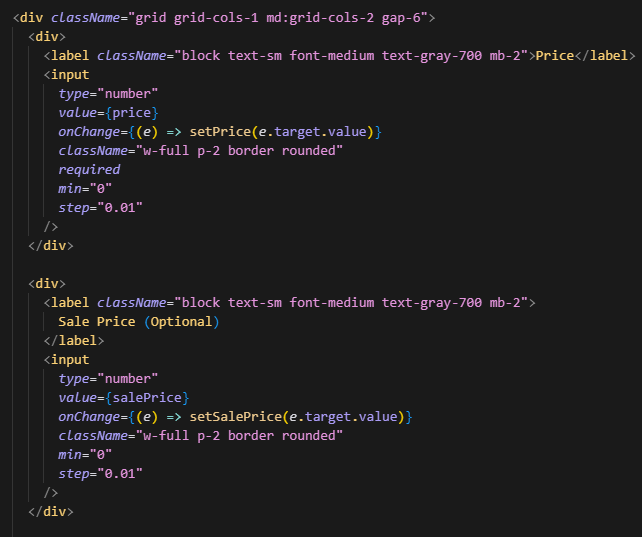 <div className="grid grid-cols-1 md:grid-cols-2 gap-6">
<div>
<label className="block text-sm font-medium text-gray-700 mb-2">Price</label>
<input
type="number"
value={price}
onChange={(e) => setPrice(e.target.value)}
className="w-full p-2 border rounded"
required
min="0"
step="0.01"
/>
</div>
<div>
<label className="block text-sm font-medium text-gray-700 mb-2">
Sale Price (Optional)
</label>
<input
type="number"
value={salePrice}
onChange={(e) => setSalePrice(e.target.value)}
className="w-full p-2 border rounded"
min="0"
step="0.01"
/>
</div>